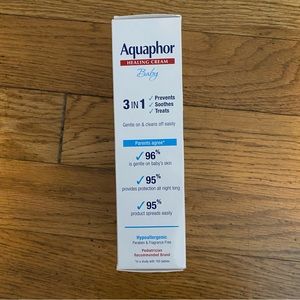 Aquaphor
HEALING CREAM
Baby
3 IN 1
✓ Prevents
✓ Soothes
✓ Treats
Gentle on & cleans off easily
Parents agree*
✓ 96%
is gentle on baby's skin
✓ 95%
provides protection all night long
✓ 95%
product spreads easily
Hypoallergenic
Paraben & Fragrance Free
Pediatrician
Recommended Brand